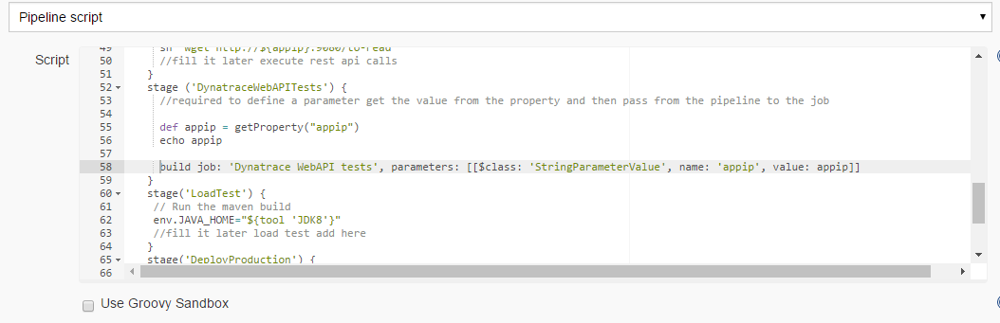 Pipeline script
Script
49 sh "wget http://${appip}:9080/to-read
50 //fill it later execute rest api calls
51 }
52 stage ('DynatraceWebAPITests') {
53 //required to define a parameter get the value from the property and then pass from the pipeline to the job
54
55 def appip = getProperty("appip")
56 echo appip
57
58 build job: 'Dynatrace WebAPI tests', parameters: [[$class: 'StringParameterValue', name: 'appip', value: appip]]
59 }
60 stage('LoadTest') {
61 // Run the maven build
62 env.JAVA_HOME="${tool 'JDK8'}"
63 //fill it later load test add here
64 }
65 stage('DeployProduction') {
66
Use Groovy Sandbox